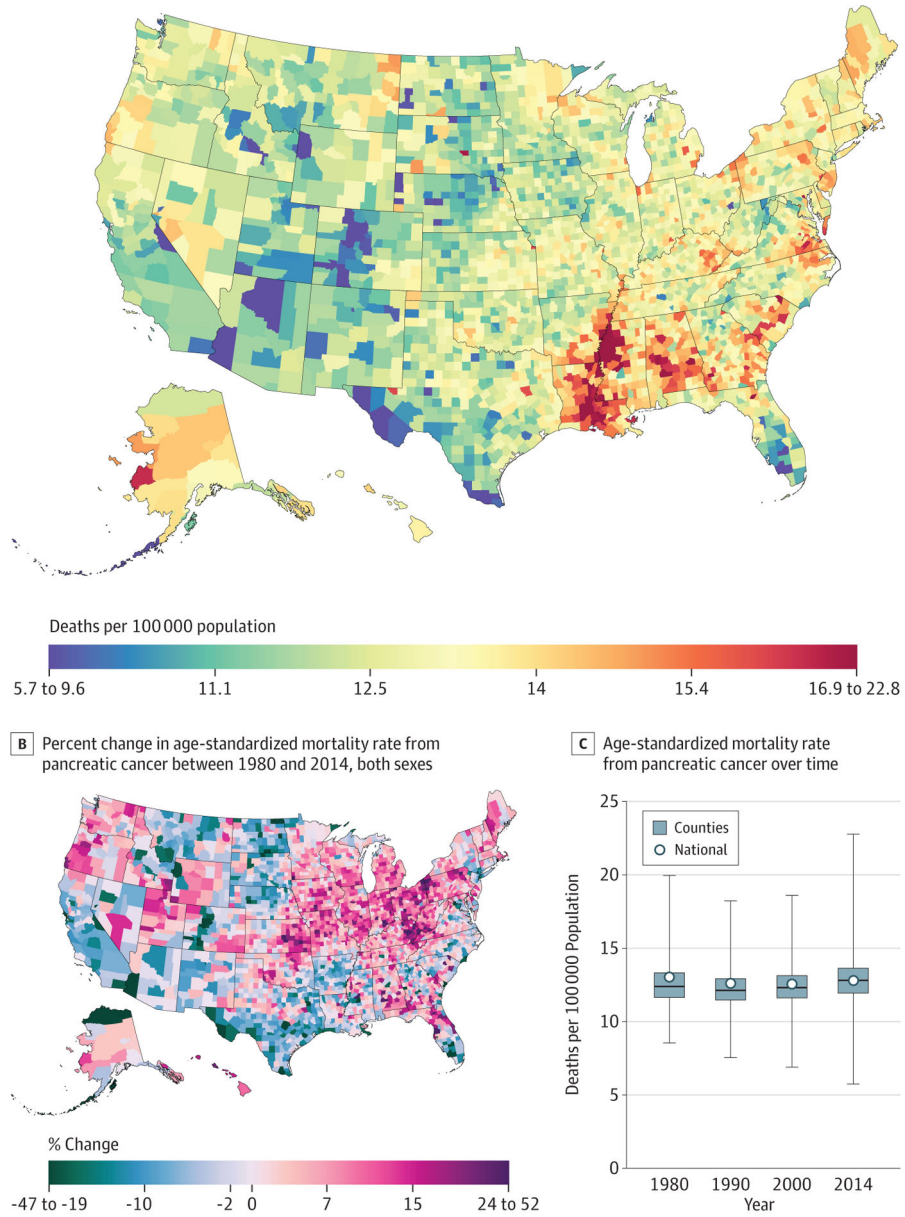 Deaths per 100 000 population
5.7 to 9.6 11.1 12.5 14 15.4 16.9 to 22.8
B Percent change in age-standardized mortality rate from
pancreatic cancer between 1980 and 2014, both sexes
% Change
-47 to -19 -10 -2 0 7 15 24 to 52
C Age-standardized mortality rate
from pancreatic cancer over time
Counties
National
Deaths per 100 000 Population
25
20
15
10
5
0
1980 1990 2000 2014
Year